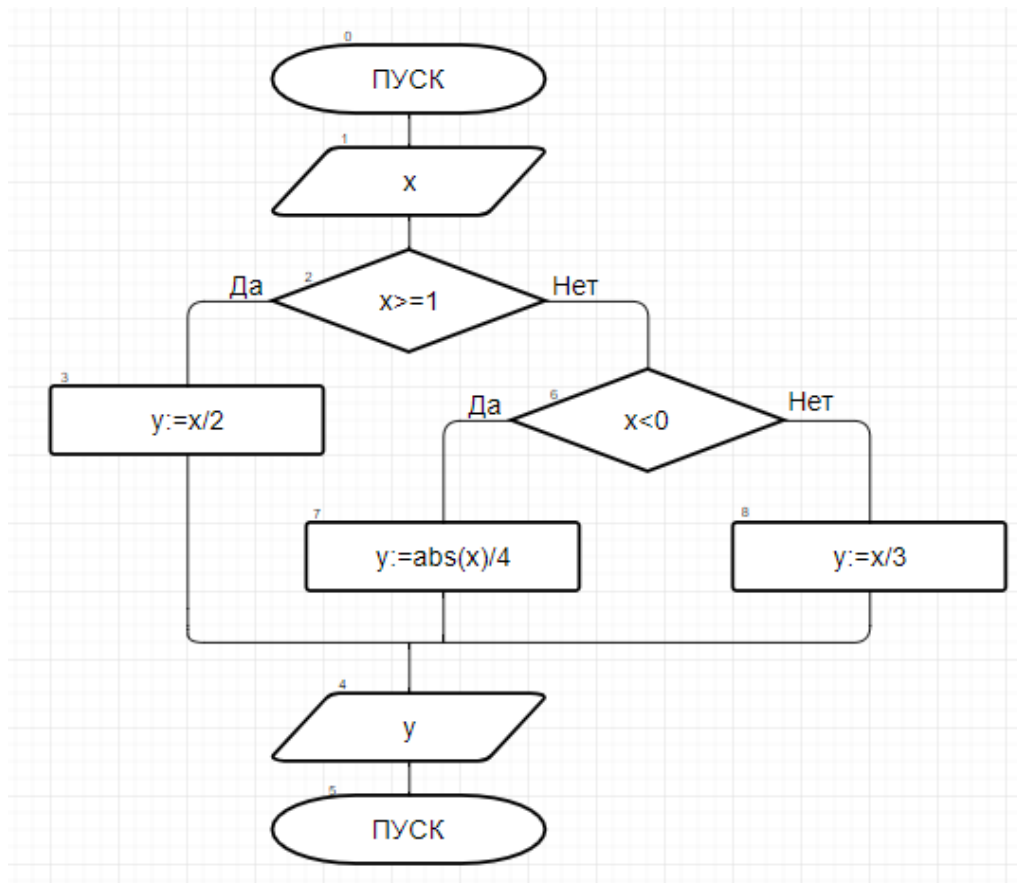 0
ПУСК
1
x
2
x>=1
Да
Нет
3
y:=x/2
6
x<0
Да
Нет
7
y:=abs(x)/4
8
y:=x/3
4
y
5
ПУСК